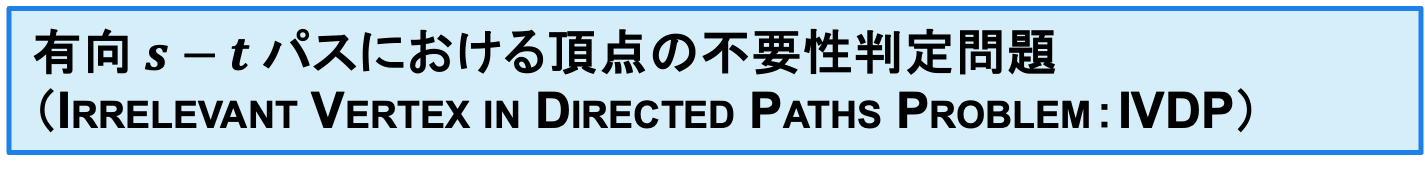 有向 s − t パスにおける頂点の不要性判定問題
（IRRELEVANT VERTEX IN DIRECTED PATHS PROBLEM : IVDP）